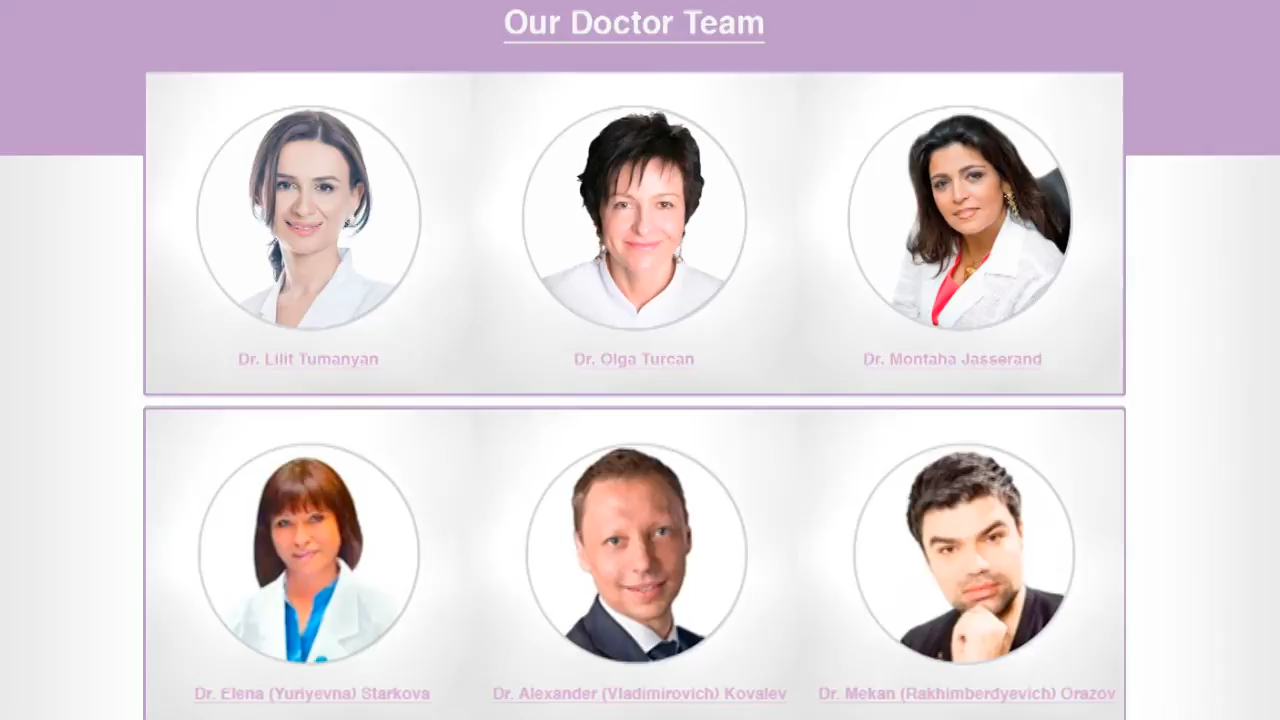 Our Doctor Team
Dr. Lilit Tumanyan
Dr. Olga Turcan
Dr. Montaha Jasserand
Dr. Elena (Yuriyevna) Starkova
Dr. Alexander (Vladimirovich) Kovalev
Dr. Mekan (Rakhimberdyevich) Orazov